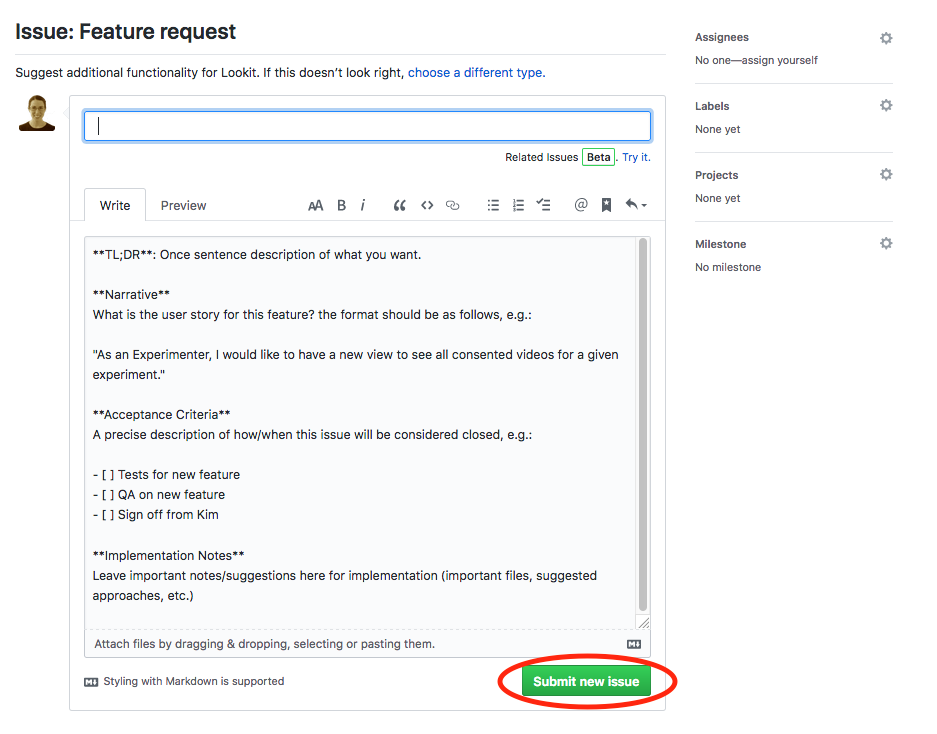 Issue: Feature request
Suggest additional functionality for Lookit. If this doesn't look right, choose a different type.
Related Issues Beta. Try it.
Write Preview AA B i
**TL;DR**: Once sentence description of what you want.
**Narrative**
What is the user story for this feature? the format should be as follows, e.g.:
"As an Experimenter, I would like to have a new view to see all consented videos for a given
experiment."
**Acceptance Criteria**
A precise description of how/when this issue will be considered closed, e.g.:
- [ ] Tests for new feature
- [ ] QA on new feature
- [ ] Sign off from Kim
**Implementation Notes**
Leave important notes/suggestions here for implementation (important files, suggested
approaches, etc.)
Attach files by dragging & dropping, selecting or pasting them.
Styling with Markdown is supported
Submit new issue
Assignees
No one—assign yourself
Labels
None yet
Projects
None yet
Milestone
No milestone